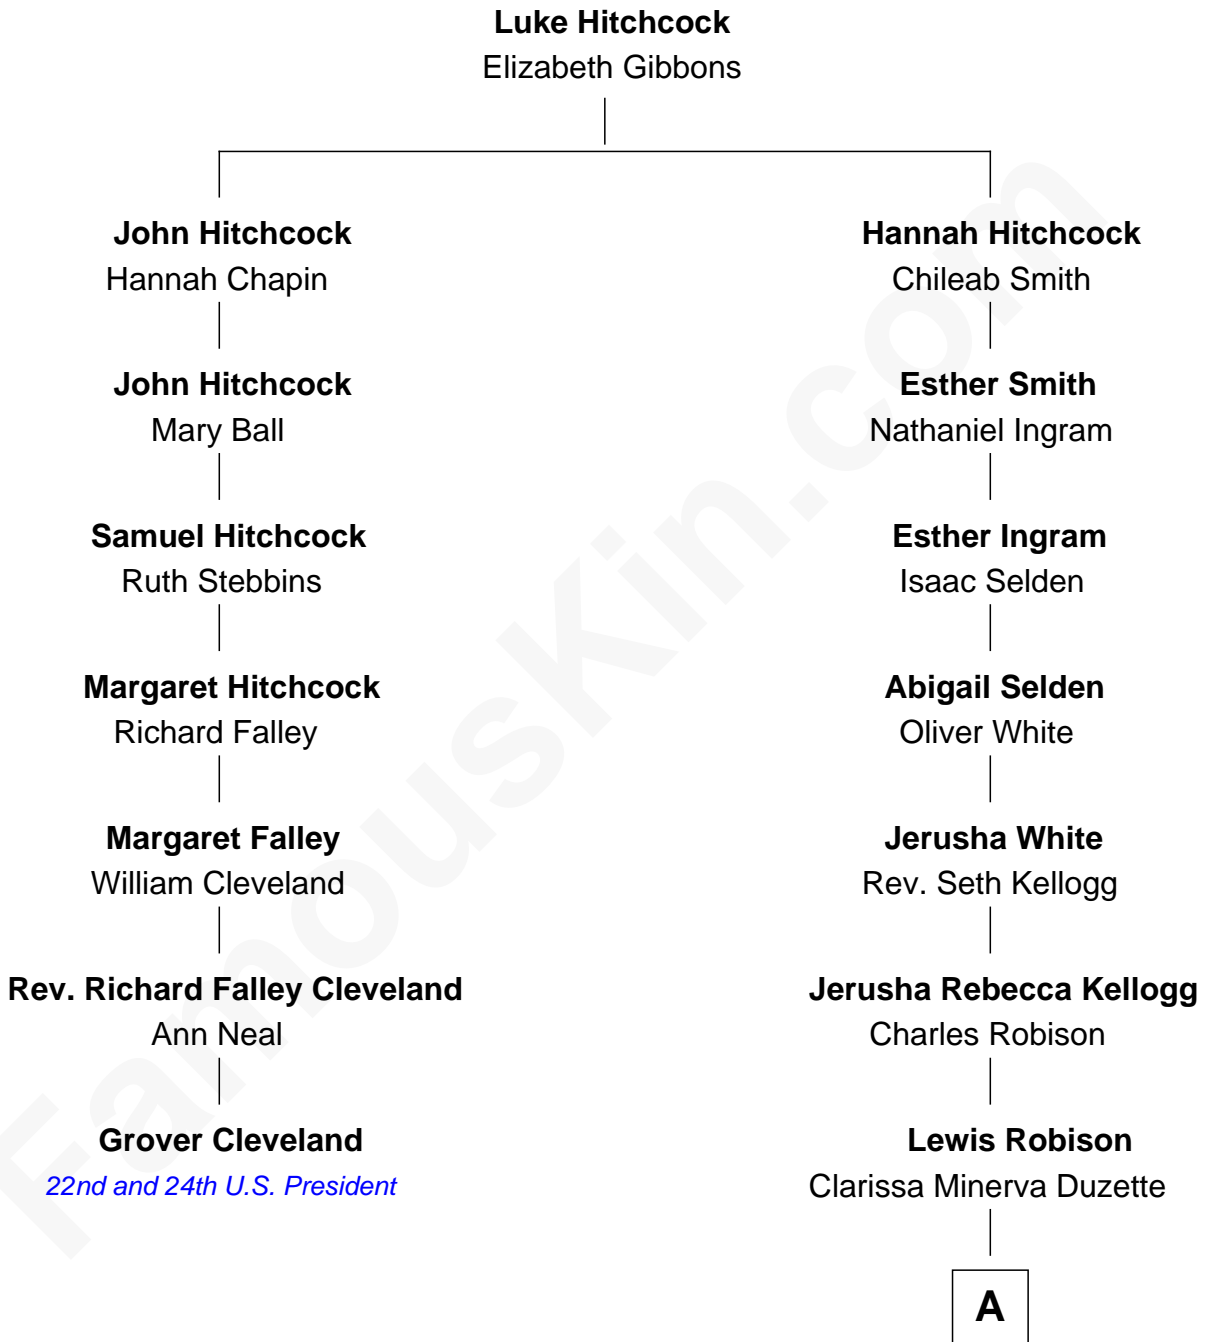 Luke Hitchcock
Elizabeth Gibbons
John Hitchcock
Hannah Chapin
Hannah Hitchcock
Chileab Smith
John Hitchcock
Mary Ball
Esther Smith
Nathaniel Ingram
Samuel Hitchcock
Ruth Stebbins
Esther Ingram
Isaac Selden
Margaret Hitchcock
Richard Falley
Abigail Selden
Oliver White
Margaret Falley
William Cleveland
Jerusha White
Rev. Seth Kellogg
Rev. Richard Falley Cleveland
Ann Neal
Jerusha Rebecca Kellogg
Charles Robison
Grover Cleveland
22nd and 24th U.S. President
Lewis Robison
Clarissa Minerva Duzette
A
FamousKin.com